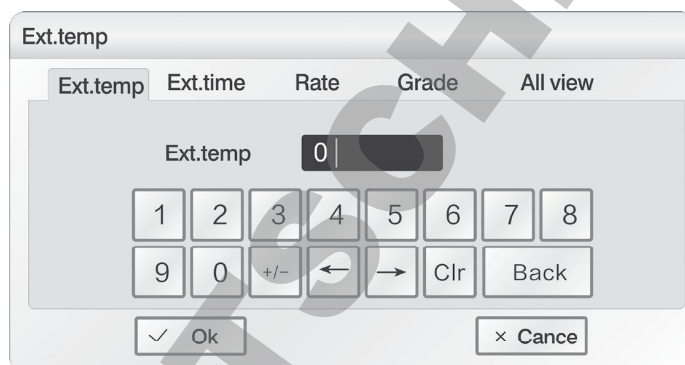 Ext.temp
Ext.temp Ext.time Rate Grade All view
Ext.temp 0
1 2 3 4 5 6 7 8
9 0 +/− ← → Clr Back
✓ Ok × Cance
TSCH